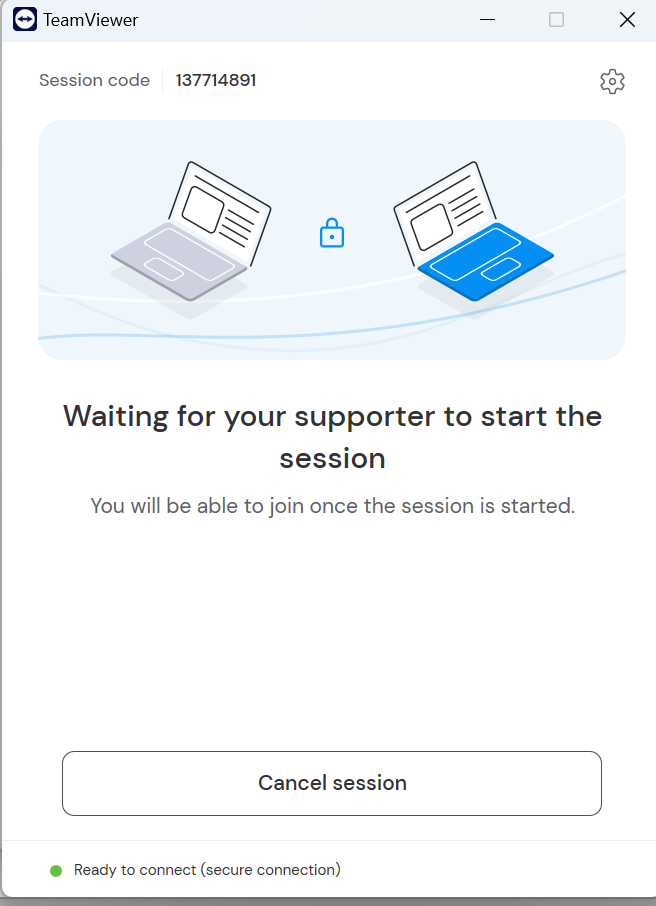 TeamViewer
Session code 137714891
Waiting for your supporter to start the
session
You will be able to join once the session is started.
Cancel session
Ready to connect (secure connection)